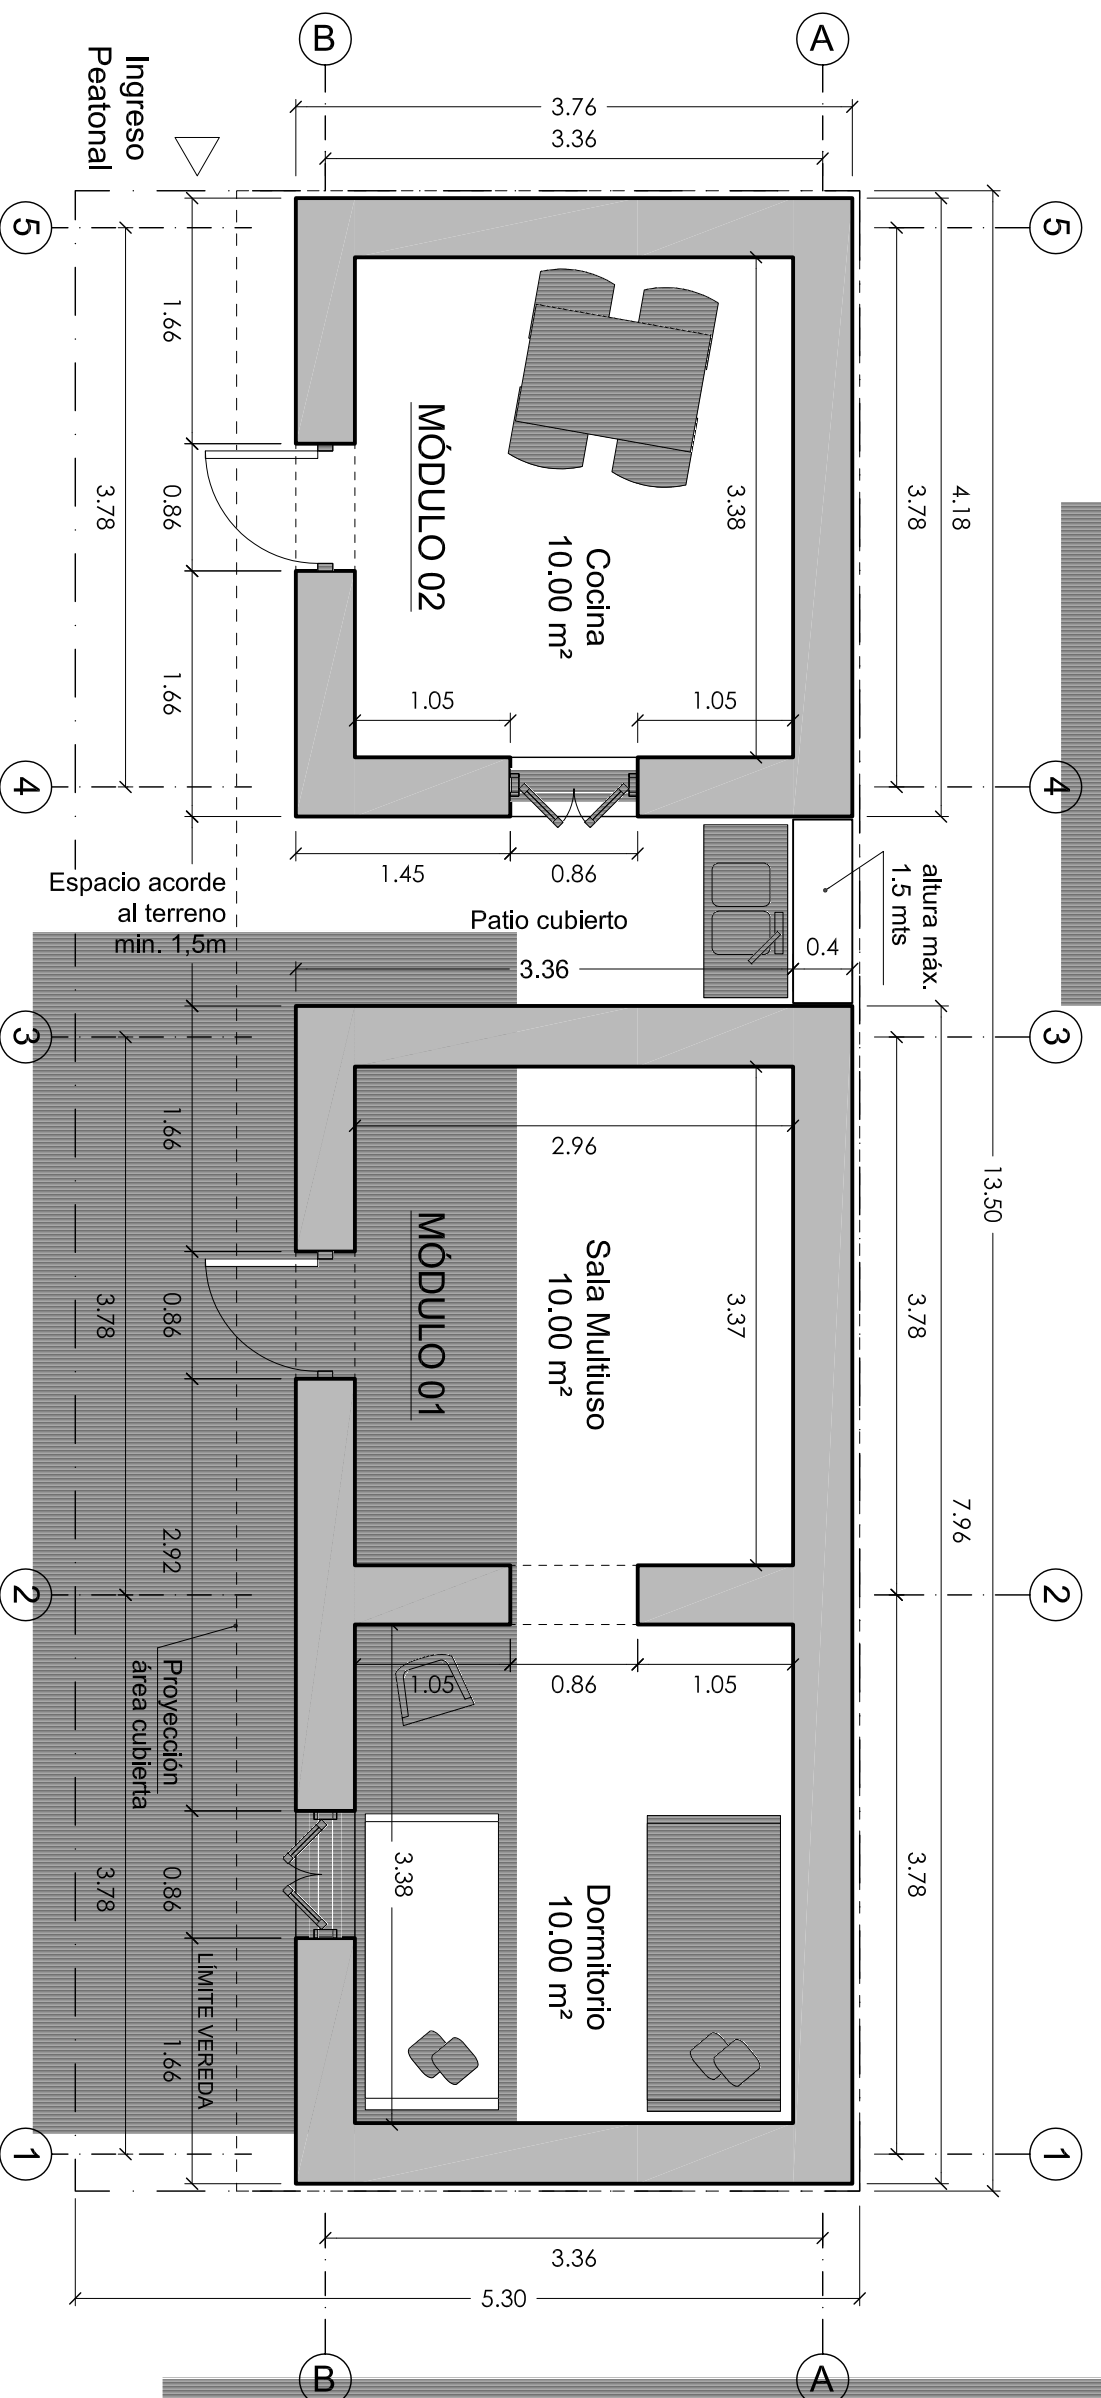 B
A
3.76
3.36
Ingreso
Peatonal
5
5
1.66
0.86
1.66
3.78
4.18
3.78
3.38
MÓDULO 02
Cocina
10.00 m²
1.05
1.05
4
4
1.45
0.86
Espacio acorde
al terreno
min. 1,5m
Patio cubierto
altura máx.
1.5 mts
0.4
3.36
3
3
1.66
0.86
3.78
2.92
2.96
MÓDULO 01
Sala Multiuso
10.00 m²
3.37
3.78
7.96
13.50
2
2
1.05
0.86
1.05
Proyección
área cubierta
0.86
3.78
3.38
Dormitorio
10.00 m²
3.78
LÍMITE VEREDA
1.66
1
1
3.36
5.30
B
A